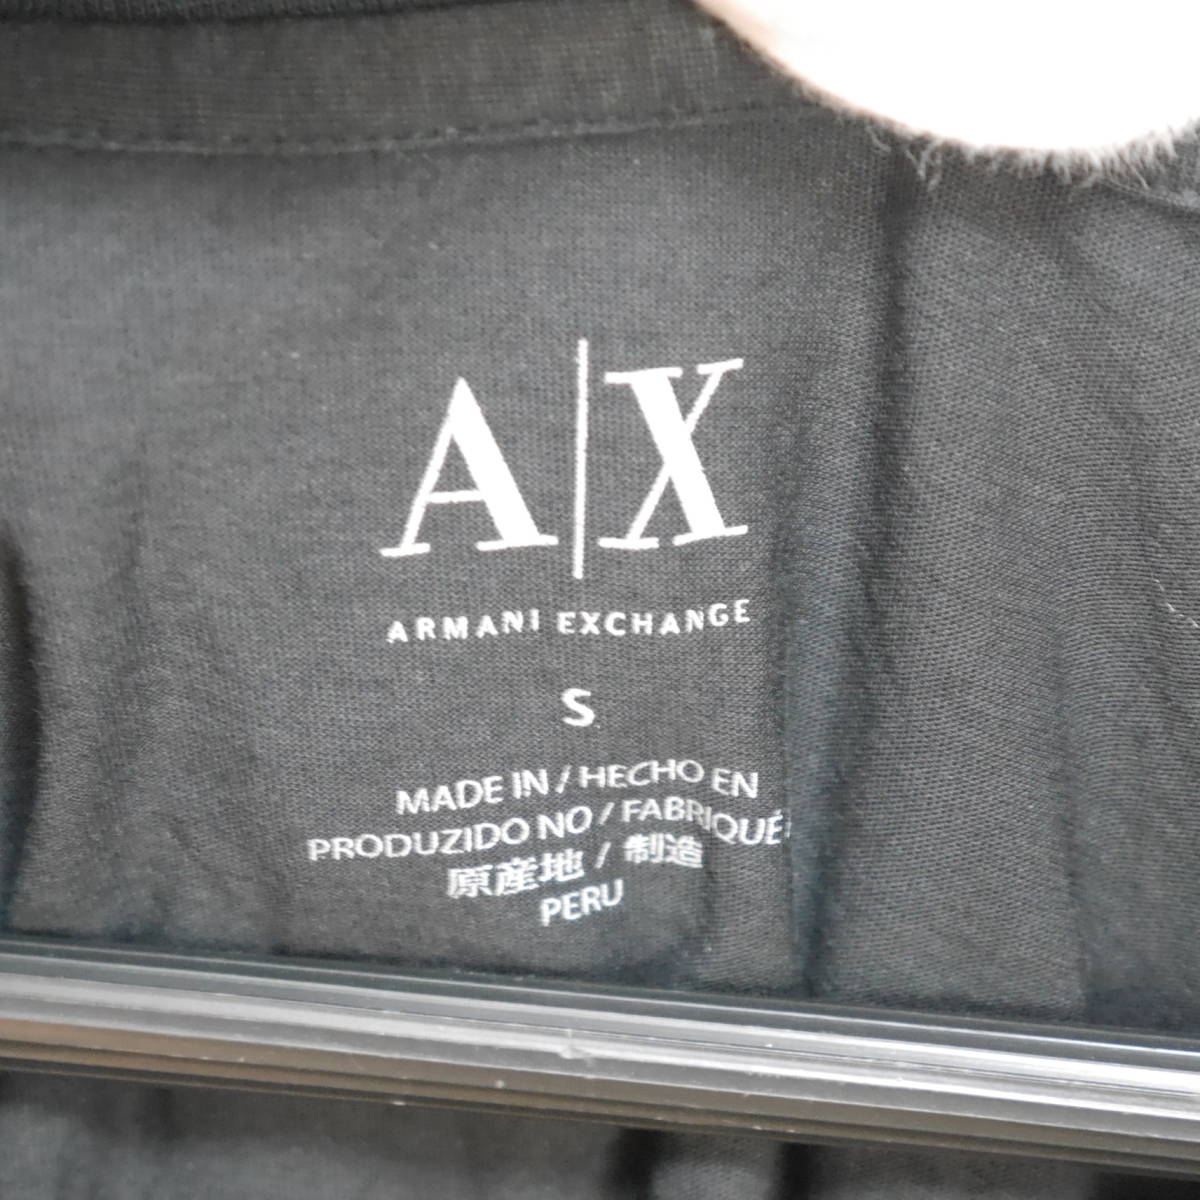 A|X
ARMANI EXCHANGE
S
MADE IN / HECHO EN
PRODUZIDO NO / FABRIQUÉ
原産地 / 制造
PERU